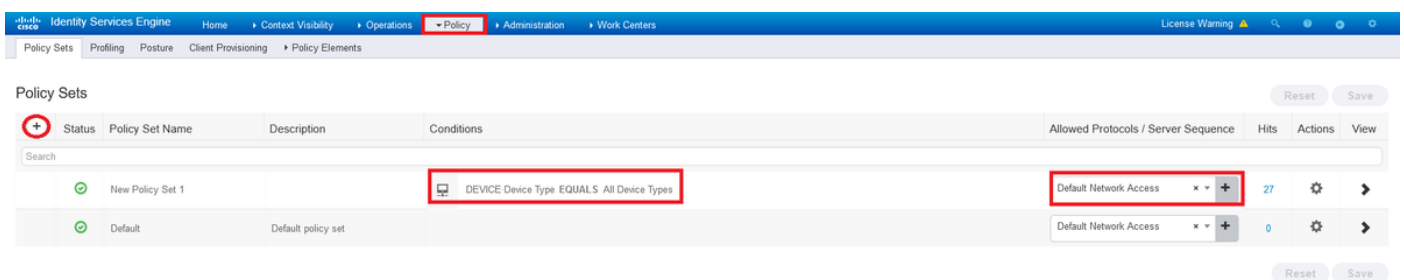 cisco Identity Services Engine Home Context Visibility Operations Policy Administration Work Centers License Warning
Policy Sets Profiling Posture Client Provisioning Policy Elements
Policy Sets
Reset Save
+ Status Policy Set Name Description Conditions Allowed Protocols / Server Sequence Hits Actions View
Search
New Policy Set 1 DEVICE Device Type EQUALS All Device Types Default Network Access × + 27
Default Default policy set Default Network Access × + 0
Reset Save